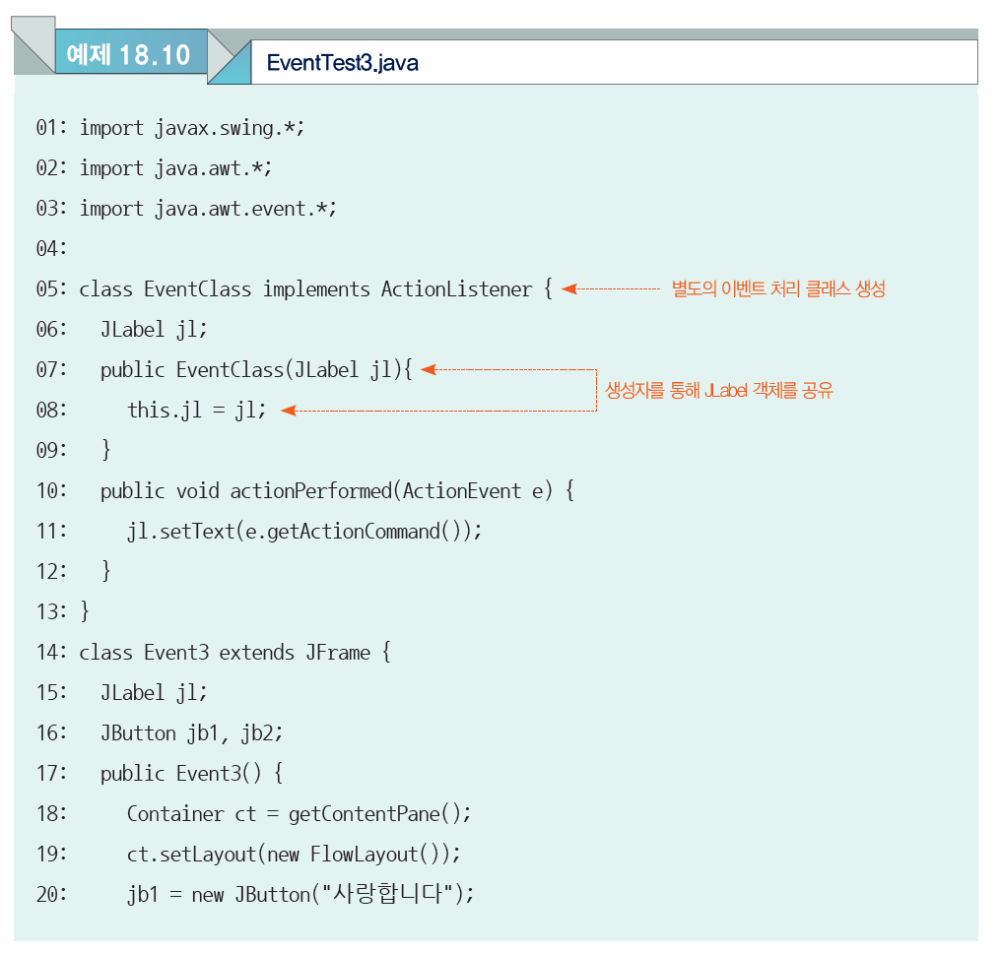 예제 18.10
EventTest3.java
01: import javax.swing.*;
02: import java.awt.*;
03: import java.awt.event.*;
04:
05: class EventClass implements ActionListener { 별도의 이벤트 처리 클래스 생성
06: JLabel jl;
07: public EventClass(JLabel jl){
생성자를 통해 JLabel 객체를 공유
08: this.jl = jl;
09: }
10: public void actionPerformed(ActionEvent e) {
11: jl.setText(e.getActionCommand());
12: }
13: }
14: class Event3 extends JFrame {
15: JLabel jl;
16: JButton jb1, jb2;
17: public Event3() {
18: Container ct = getContentPane();
19: ct.setLayout(new FlowLayout());
20: jb1 = new JButton("사랑합니다");